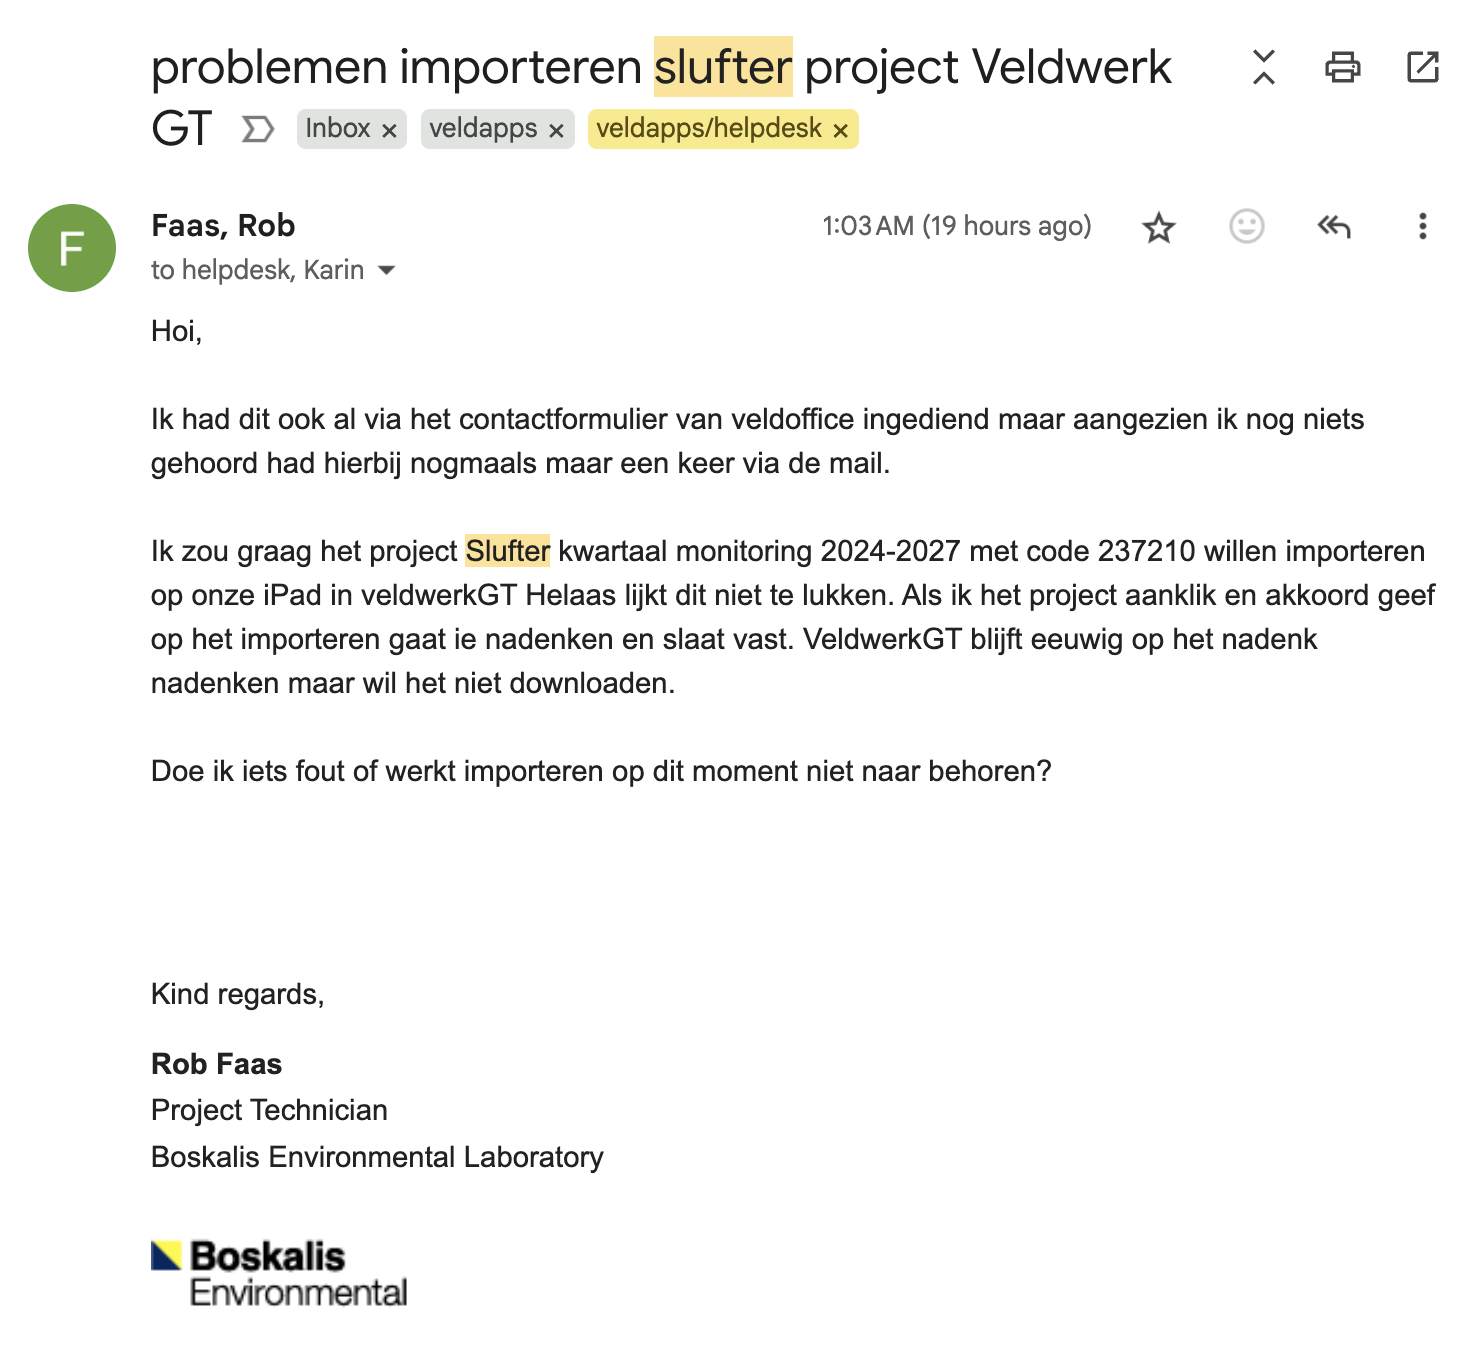 problemen importeren slufter project Veldwerk
GT Inbox × veldapps × veldapps/helpdesk ×
F
Faas, Rob 1:03 AM (19 hours ago)
to helpdesk, Karin
Hoi,
Ik had dit ook al via het contactformulier van veldoffice ingediend maar aangezien ik nog niets
gehoord had hierbij nogmaals maar een keer via de mail.
Ik zou graag het project Slufter kwartaal monitoring 2024-2027 met code 237210 willen importeren
op onze iPad in veldwerkGT Helaas lijkt dit niet te lukken. Als ik het project aanklik en akkoord geef
op het importeren gaat ie nadenken en slaat vast. VeldwerkGT blijft eeuwig op het nadenk
nadenken maar wil het niet downloaden.
Doe ik iets fout of werkt importeren op dit moment niet naar behoren?
Kind regards,
Rob Faas
Project Technician
Boskalis Environmental Laboratory
Boskalis
Environmental